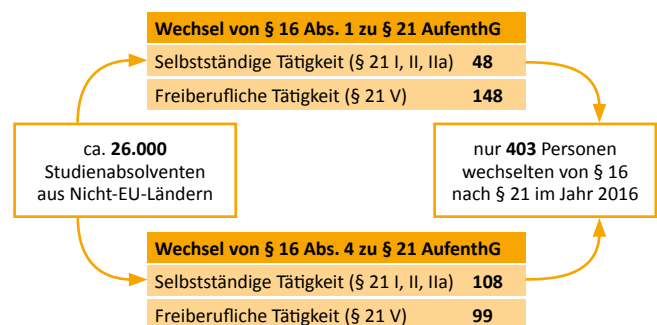 Wechsel von § 16 Abs. 1 zu § 21 AufenthG
Selbstständige Tätigkeit (§ 21 I, II, IIa) 48
Freiberufliche Tätigkeit (§ 21 V) 148
ca. 26.000
Studienabsolventen
aus Nicht-EU-Ländern
nur 403 Personen
wechselten von § 16
nach § 21 im Jahr 2016
Wechsel von § 16 Abs. 4 zu § 21 AufenthG
Selbstständige Tätigkeit (§ 21 I, II, IIa) 108
Freiberufliche Tätigkeit (§ 21 V) 99